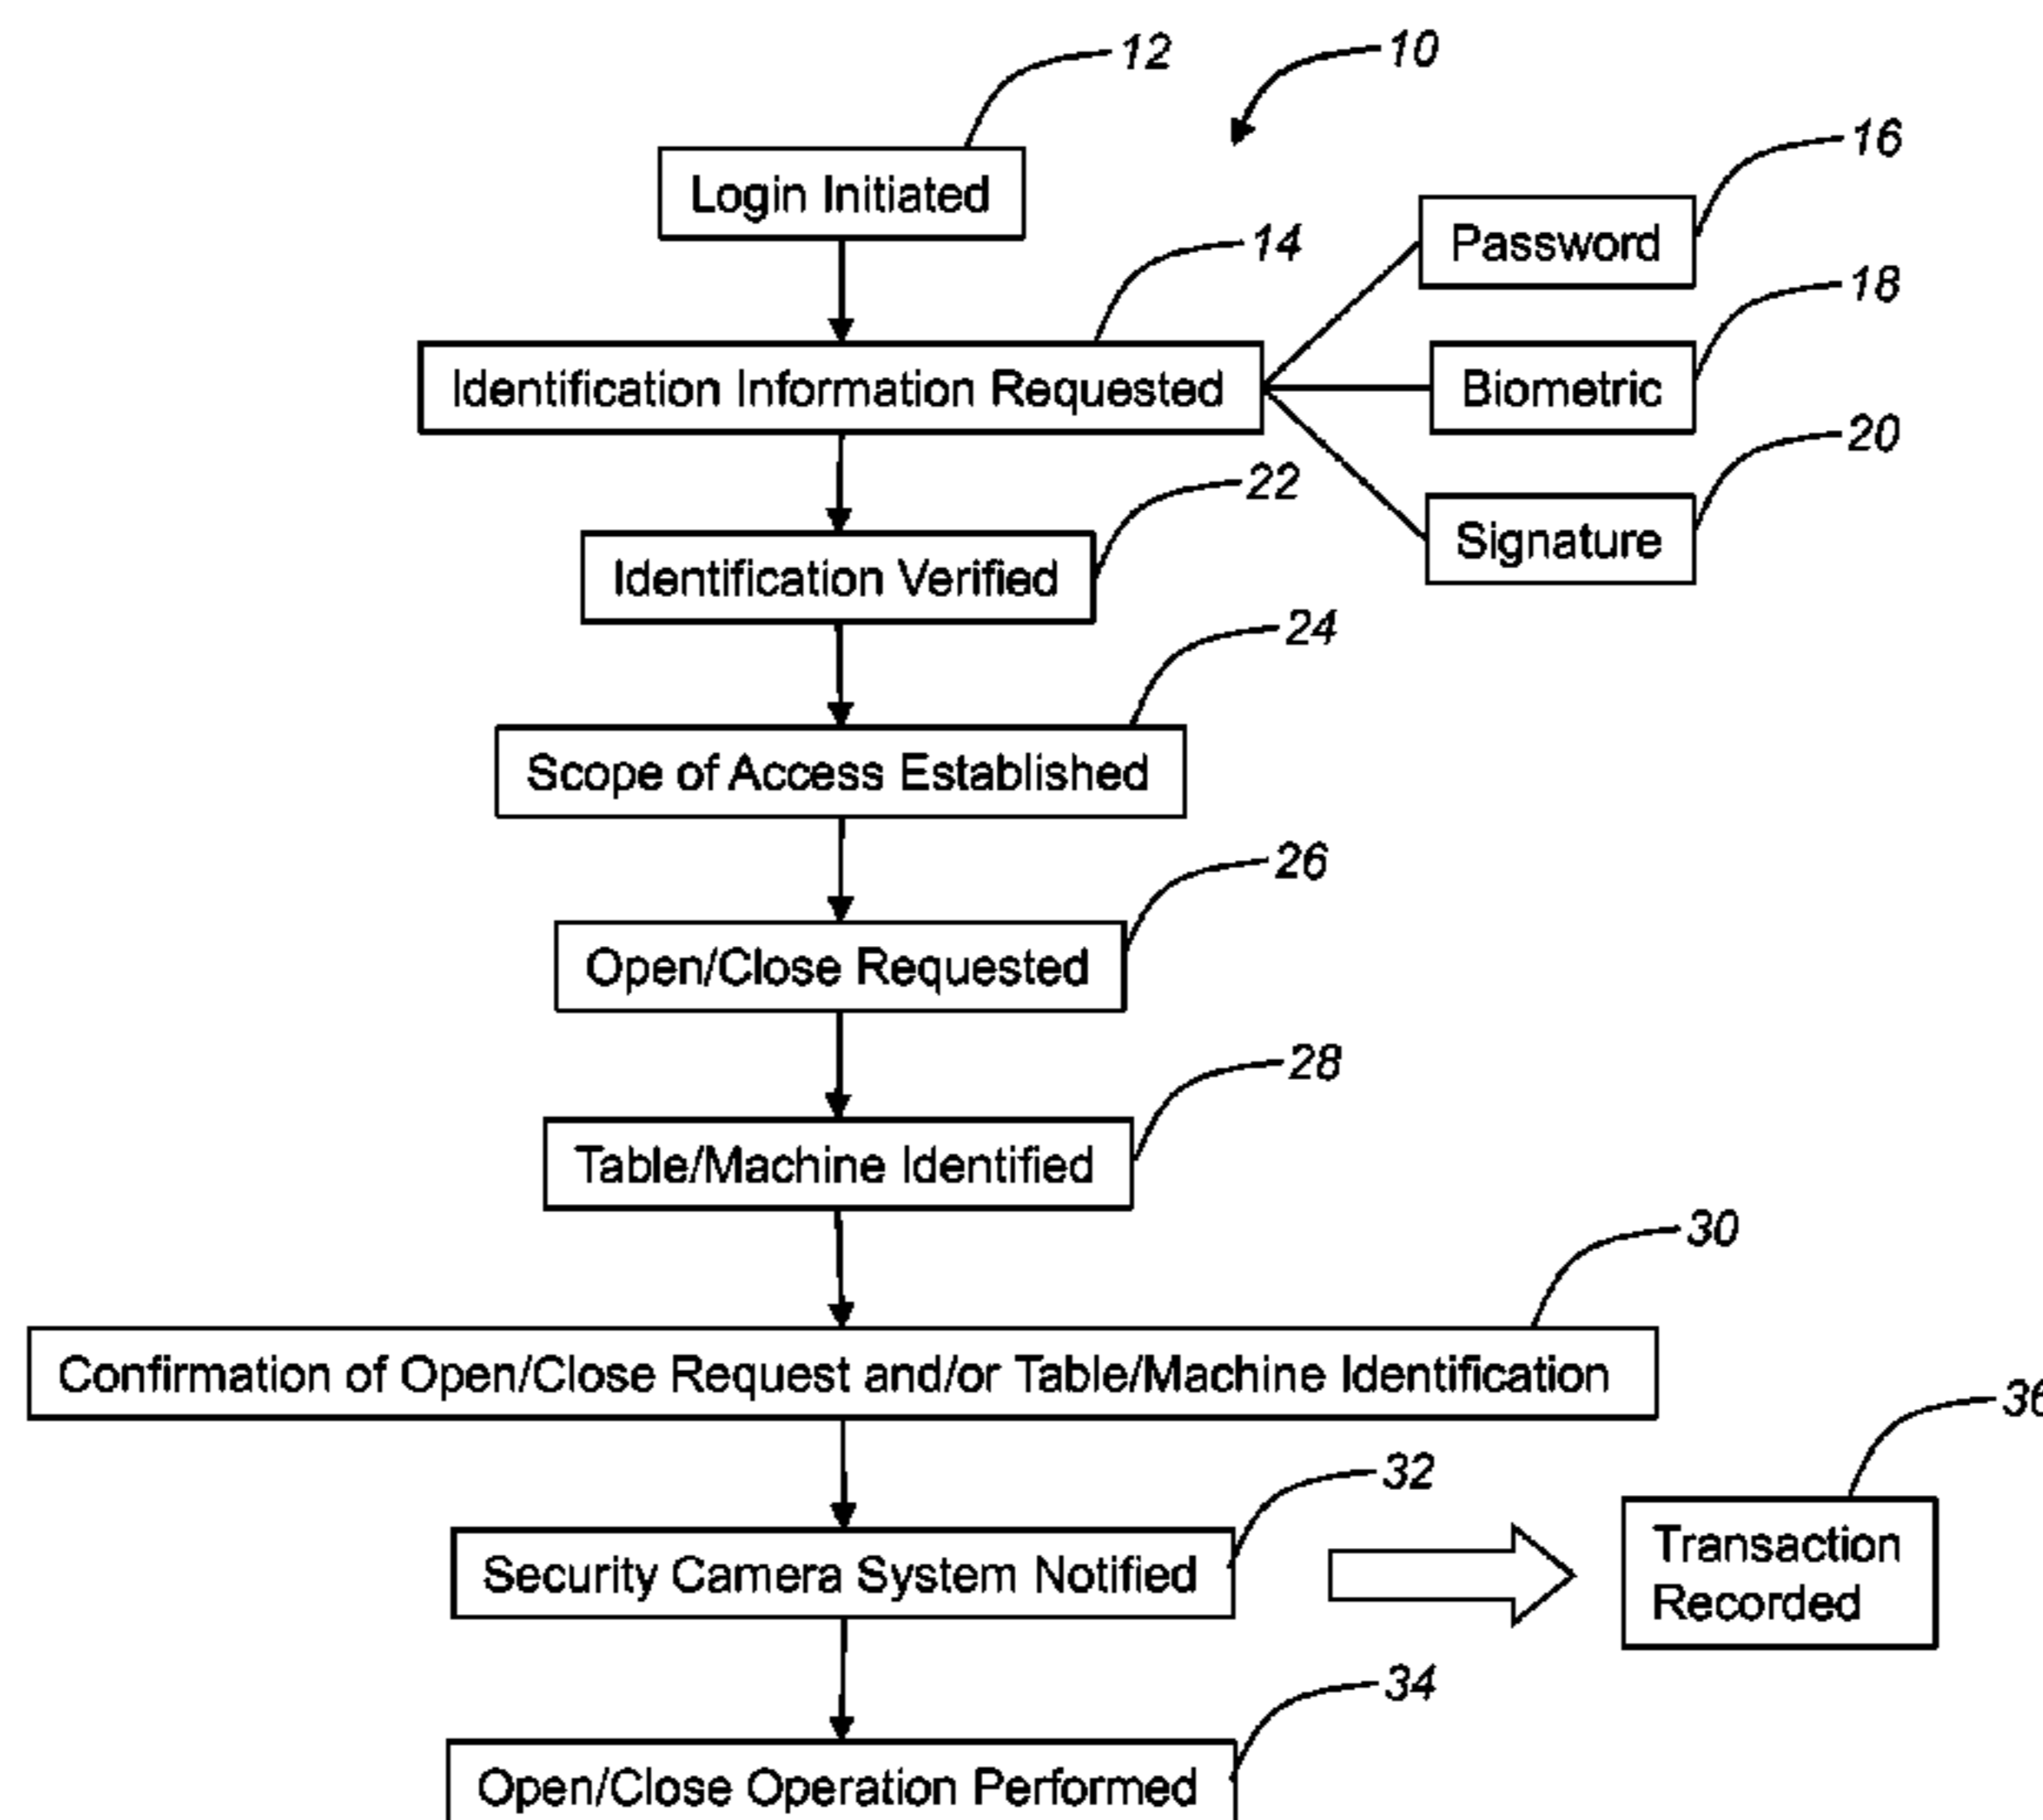 12
10
Login Initiated
16
Password
14
18
Identification Information Requested
Biometric
20
22
Signature
Identification Verified
24
Scope of Access Established
26
Open/Close Requested
28
Table/Machine Identified
30
Confirmation of Open/Close Request and/or Table/Machine Identification
36
32
Security Camera System Notified
Transaction
Recorded
34
Open/Close Operation Performed